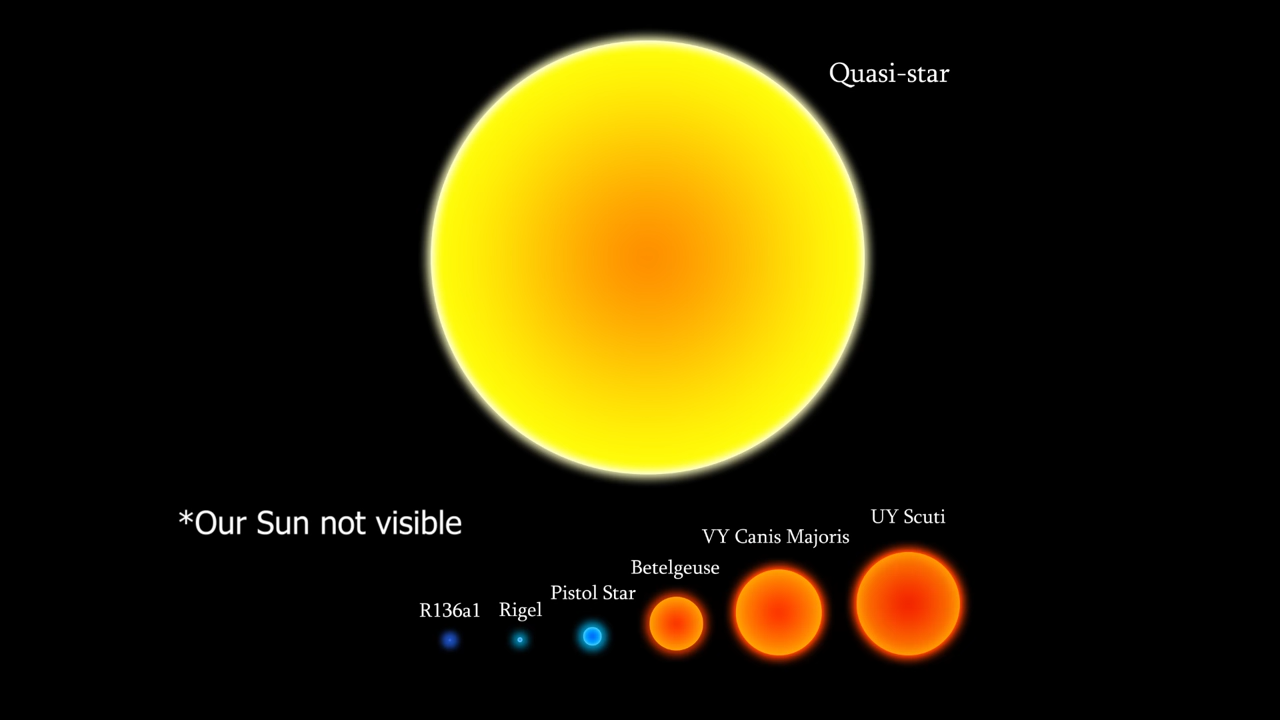 Quasi-star
*Our Sun not visible
UY Scuti
VY Canis Majoris
Betelgeuse
Pistol Star
Rigel
R136a1